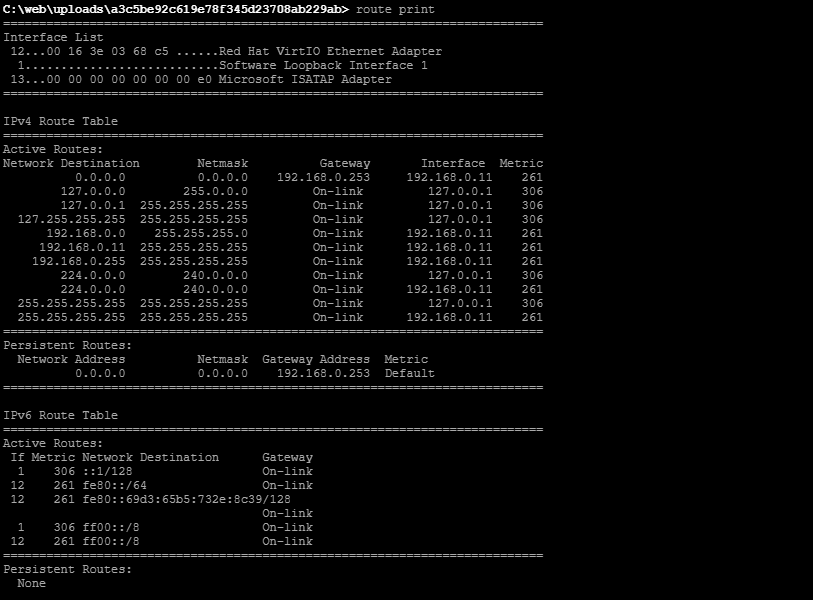 C:\web\uploads\a3c5be92c619e78f345d23708ab229ab> route print
===========================================================================
Interface List
 12...00 16 3e 03 68 c5 ......Red Hat VirtIO Ethernet Adapter
  1...........................Software Loopback Interface 1
 13...00 00 00 00 00 00 00 e0 Microsoft ISATAP Adapter
===========================================================================

IPv4 Route Table
===========================================================================
Active Routes:
Network Destination        Netmask          Gateway       Interface  Metric
          0.0.0.0          0.0.0.0    192.168.0.253     192.168.0.11    261
        127.0.0.0        255.0.0.0         On-link         127.0.0.1    306
        127.0.0.1  255.255.255.255         On-link         127.0.0.1    306
  127.255.255.255  255.255.255.255         On-link         127.0.0.1    306
      192.168.0.0    255.255.255.0         On-link      192.168.0.11    261
     192.168.0.11  255.255.255.255         On-link      192.168.0.11    261
    192.168.0.255  255.255.255.255         On-link      192.168.0.11    261
        224.0.0.0        240.0.0.0         On-link         127.0.0.1    306
        224.0.0.0        240.0.0.0         On-link      192.168.0.11    261
  255.255.255.255  255.255.255.255         On-link         127.0.0.1    306
  255.255.255.255  255.255.255.255         On-link      192.168.0.11    261
===========================================================================
Persistent Routes:
  Network Address          Netmask  Gateway Address  Metric
          0.0.0.0          0.0.0.0    192.168.0.253  Default
===========================================================================

IPv6 Route Table
===========================================================================
Active Routes:
 If Metric Network Destination      Gateway
  1    306 ::1/128                  On-link
 12    261 fe80::/64                On-link
 12    261 fe80::69d3:65b5:732e:8c39/128
                                    On-link
  1    306 ff00::/8                 On-link
 12    261 ff00::/8                 On-link
===========================================================================
Persistent Routes:
  None